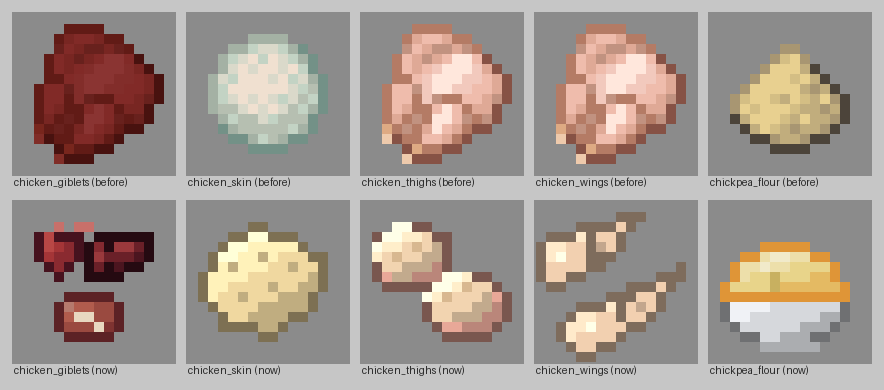 chicken_giblets (before)
chicken_skin (before)
chicken_thighs (before)
chicken_wings (before)
chickpea_flour (before)
chicken_giblets (now)
chicken_skin (now)
chicken_thighs (now)
chicken_wings (now)
chickpea_flour (now)